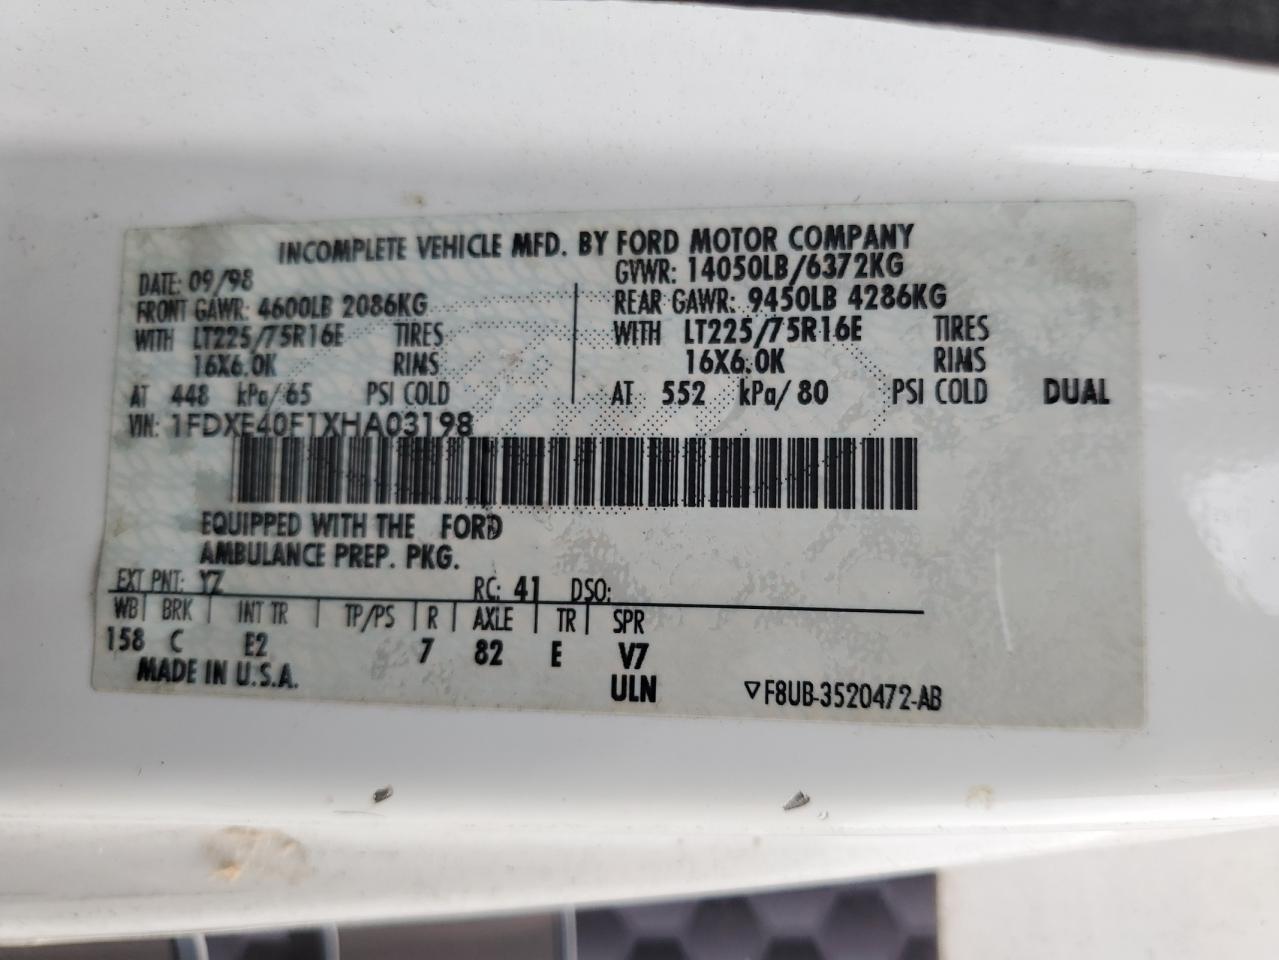 INCOMPLETE VEHICLE MFD. BY FORD MOTOR COMPANY
DATE: 09/98 GVWR: 14050LB/6372KG
FRONT GAWR: 4600LB 2086KG REAR GAWR: 9450LB 4286KG
WITH LT225/75R16E TIRES WITH LT225/75R16E TIRES
16X6.0K RIMS 16X6.0K RIMS
AT 448 kPa/65 PSI COLD AT 552 kPa/80 PSI COLD DUAL
VIN: 1FDXE40F1XHA03198
EQUIPPED WITH THE FORD
AMBULANCE PREP. PKG.
EXT PNT: YZ RC: 41 DSO:
WB | BRK | INT TR | TP/PS | R | AXLE | TR | SPR
158 C E2 7 82 E V7
MADE IN U.S.A. ULN ▽F8UB-3520472-AB